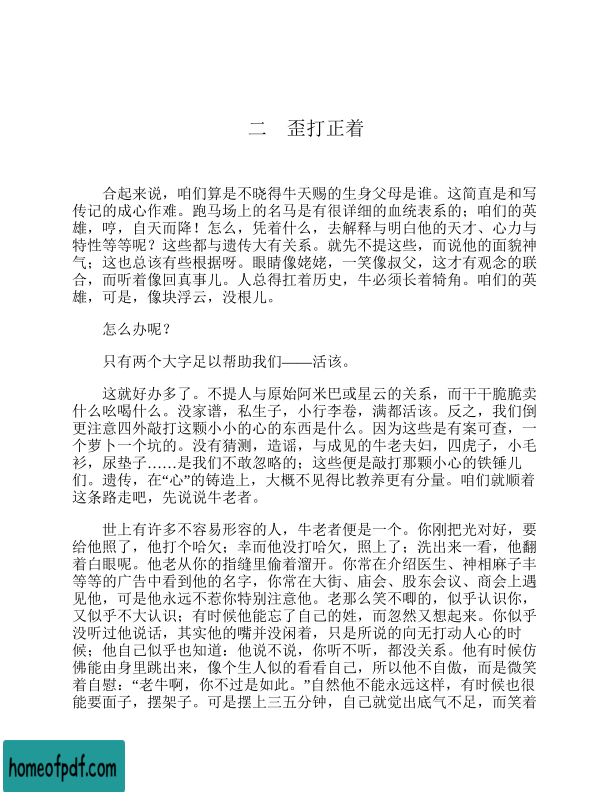 二　歪打正着
合起来说，咱们算是不晓得牛天赐的生身父母是谁。这简直是和写
传记的成心作难。跑马场上的名马是有很详细的血统表系的；咱们的英
雄，哼，自天而降！怎么，凭着什么，去解释与明白他的天才、心力与
特性等等呢？这些都与遗传大有关系。就先不提这些，而说他的面貌神
气；这也总该有些根据呀。眼睛像姥姥，一笑像叔父，这才有观念的联
合，而听着像回真事儿。人总得扛着历史，牛必须长着犄角。咱们的英
雄，可是，像块浮云，没根儿。
怎么办呢？
只有两个大字足以帮助我们——活该。
这就好办多了。不提人与原始阿米巴或星云的关系，而干干脆脆卖
什么吆喝什么。没家谱，私生子，小行李卷，满都活该。反之，我们倒
更注意四外敲打这颗小小的心的东西是什么。因为这些是有案可查，一
个萝卜一个坑的。没有猜测，造谣，与成见的牛老夫妇，四虎子，小毛
衫，尿垫子……是我们不敢忽略的；这些便是敲打那颗小心的铁锤儿
们。遗传，在“心”的铸造上，大概不见得比教养更有分量。咱们就顺着
这条路走吧，先说说牛老者。
世上有许多不容易形容的人，牛老者便是一个。你刚把光对好，要
给他照了，他打个哈欠；幸而他没打哈欠，照上了；洗出来一看，他翻
着白眼呢。他老从你的指缝里偷着溜开。你常在介绍医生、神相麻子丰
等等的广告中看到他的名字，你常在大街、庙会、股东会议、商会上遇
见他，可是他永远不惹你特别注意他。老那么笑不唧的，似乎认识你，
又似乎不大认识；有时候他能忘了自己的姓，而忽然又想起来。你似乎
没听过他说话，其实他的嘴并没闲着，只是所说的向无打动人心的时
候；他自己似乎也知道：他说不说，你听不听，都没关系。他有时候仿
佛能由身里跳出来，像个生人似的看看自己，所以他不自傲，而是微笑
着自慰：“老牛啊，你不过是如此。”自然他不能永远这样，有时候也很
能要面子，摆架子。可是摆上三五分钟，自己就觉出底气不足，而笑着
homeofpdf.com